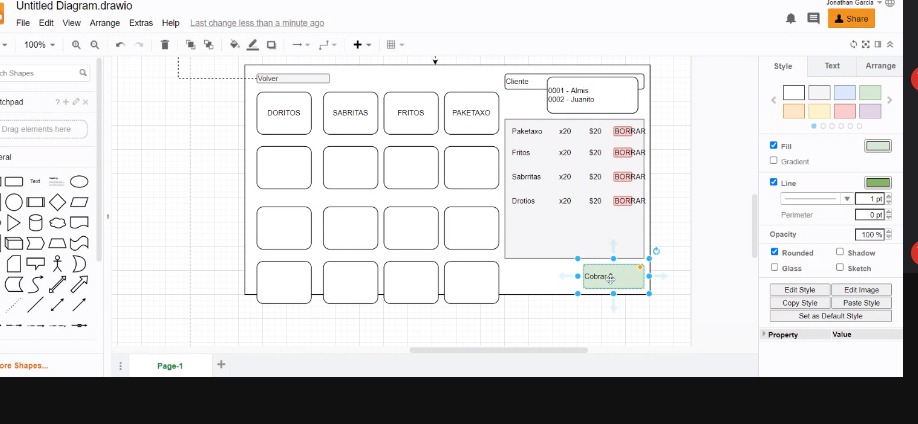 Untitled Diagram.drawio
Jonathan Garcia
File Edit View Arrange Extras Help Last change less than a minute ago
Share
100%
ch Shapes
Style Text Arrange
tchpad
Drag elements here
eral
Text
ore Shapes...
Volver
DORITOS SABRITAS FRITOS PAKETAXO
Cliente
0001 - Almis
0002 - Juanito
Paketaxo x20 $20 BORRAR
Fritos x20 $20 BORRAR
Sabrritas x20 $20 BORRAR
Drotios x20 $20 BORRAR
Cobrar
Fill
Gradient
Line
1 pt
Perimeter 0 pt
Opacity 100 %
Rounded Shadow
Glass Sketch
Edit Style Edit Image
Copy Style Paste Style
Set as Default Style
Property Value
Page-1